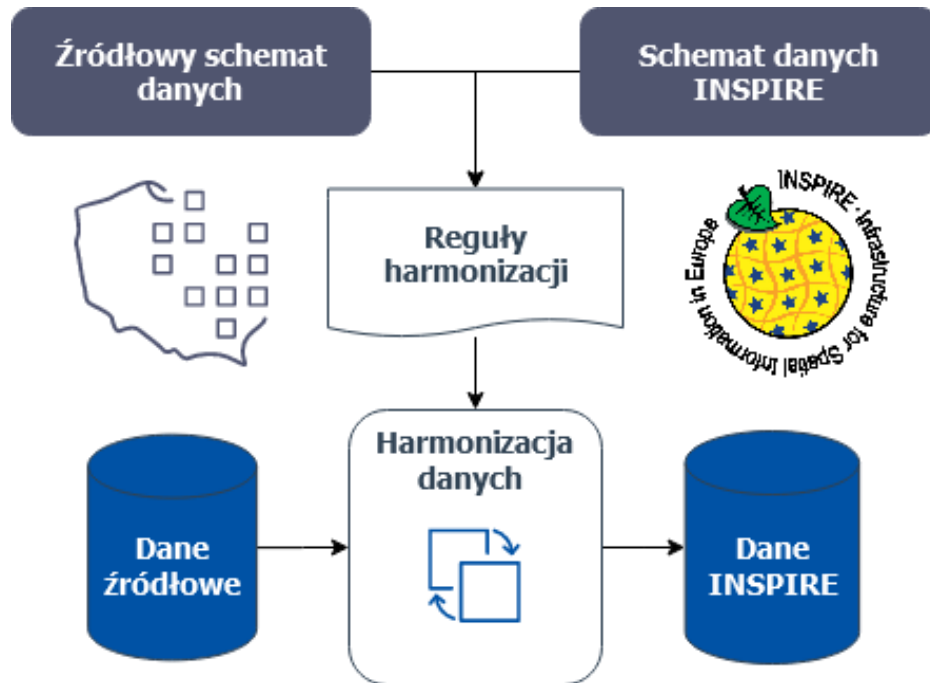 Źródłowy schemat
danych
Schemat danych
INSPIRE
Reguły
harmonizacji
INSPIRE · Infrastructure for Spatial Information in Europe
Harmonizacja
danych
Dane
źródłowe
Dane
INSPIRE